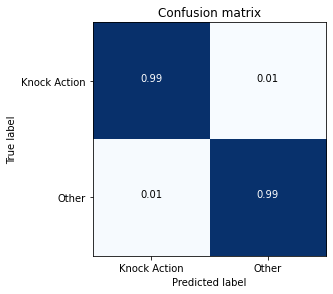 Confusion matrix
True label
Knock Action
0.99
0.01
Other
0.01
0.99
Knock Action
Other
Predicted label